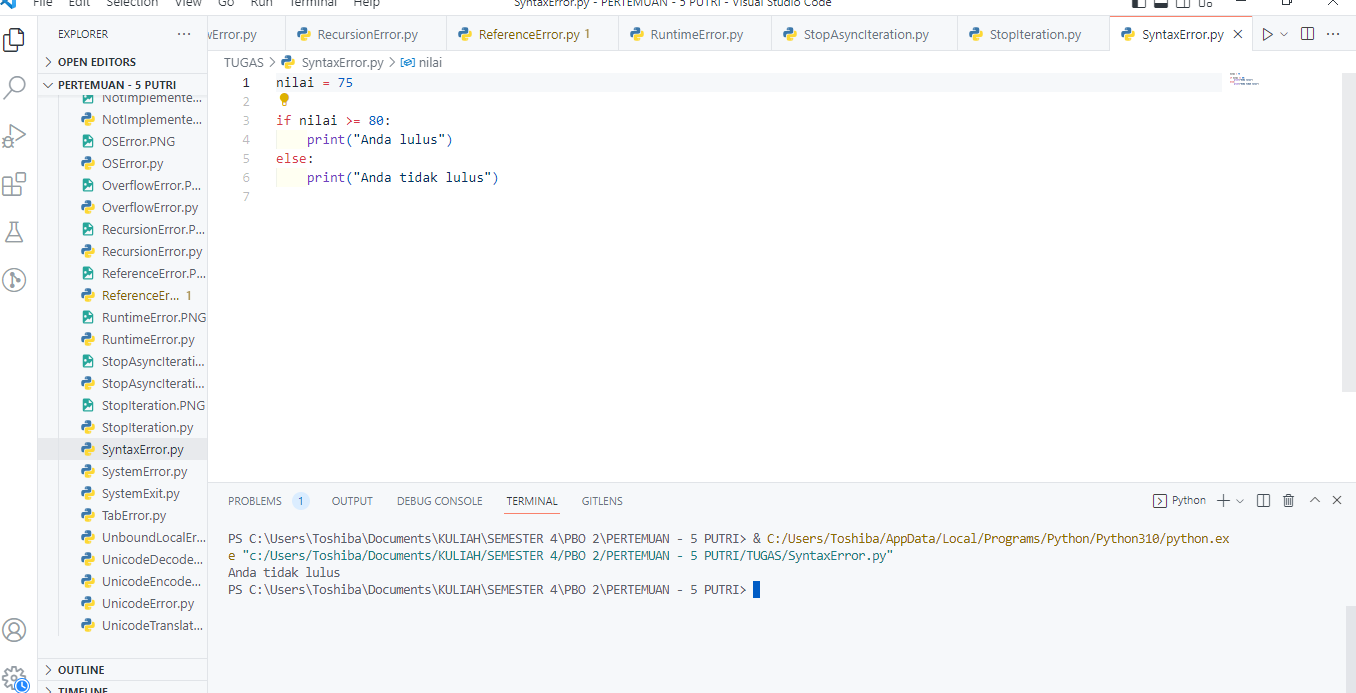 File Edit Selection View Go Run Terminal Help SyntaxError.py - PERTEMUAN - 5 PUTRI - Visual Studio Code
EXPLORER
vError.py RecursionError.py ReferenceError.py 1 RuntimeError.py StopAsyncIteration.py StopIteration.py SyntaxError.py
OPEN EDITORS
PERTEMUAN - 5 PUTRI
NotImplemente...
NotImplemente...
OSError.PNG
OSError.py
OverflowError.P...
OverflowError.py
RecursionError.P...
RecursionError.py
ReferenceError.P...
ReferenceEr... 1
RuntimeError.PNG
RuntimeError.py
StopAsyncIterati...
StopAsyncIterati...
StopIteration.PNG
StopIteration.py
SyntaxError.py
SystemError.py
SystemExit.py
TabError.py
UnboundLocalEr...
UnicodeDecode...
UnicodeEncode...
UnicodeError.py
UnicodeTranslat...
OUTLINE
TIMELINE
TUGAS > SyntaxError.py > nilai
1 nilai = 75
2
3 if nilai >= 80:
4 print("Anda lulus")
5 else:
6 print("Anda tidak lulus")
7
PROBLEMS 1 OUTPUT DEBUG CONSOLE TERMINAL GITLENS Python
PS C:\Users\Toshiba\Documents\KULIAH\SEMESTER 4\PBO 2\PERTEMUAN - 5 PUTRI> & C:/Users/Toshiba/AppData/Local/Programs/Python/Python310/python.ex
e "c:/Users/Toshiba/Documents/KULIAH/SEMESTER 4/PBO 2/PERTEMUAN - 5 PUTRI/TUGAS/SyntaxError.py"
Anda tidak lulus
PS C:\Users\Toshiba\Documents\KULIAH\SEMESTER 4\PBO 2\PERTEMUAN - 5 PUTRI>